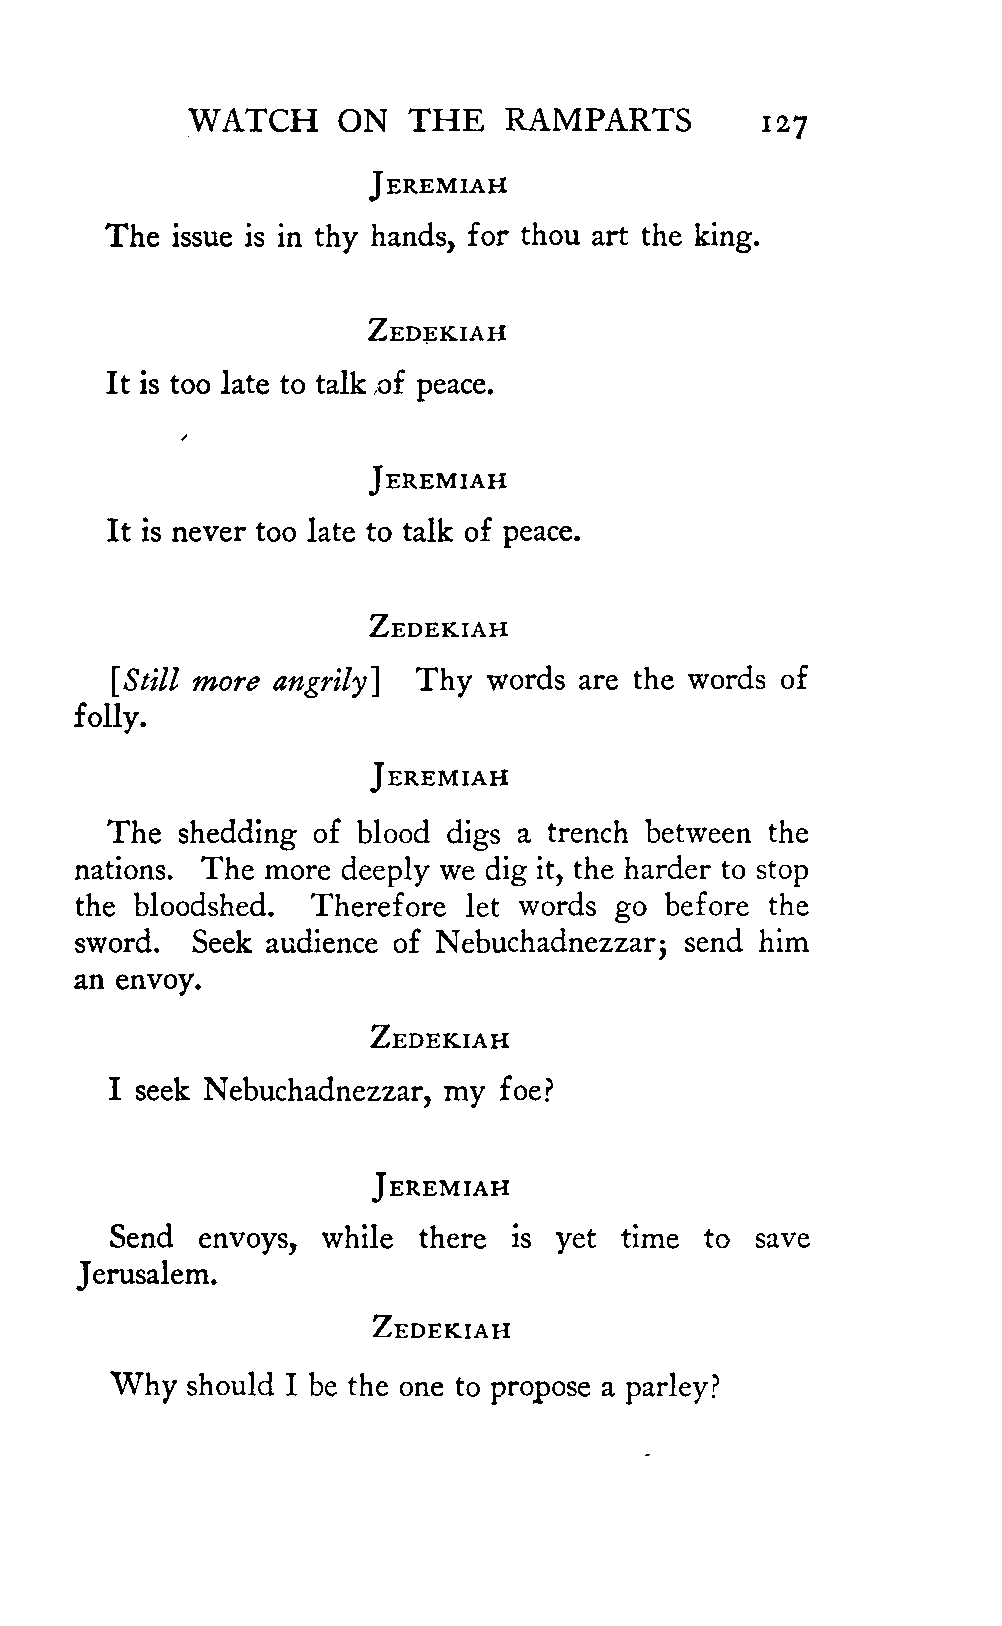 WATCH ON THE RAMPARTS 127
JEREMIAH
The issue is in thy hands, for thou art the king.
ZEDEKIAH
It is too late to talk of peace.
JEREMIAH
It is never too late to talk of peace.
ZEDEKIAH
[Still more angrily] Thy words are the words of
folly.
JEREMIAH
The shedding of blood digs a trench between the
nations. The more deeply we dig it, the harder to stop
the bloodshed. Therefore let words go before the
sword. Seek audience of Nebuchadnezzar; send him
an envoy.
ZEDEKIAH
I seek Nebuchadnezzar, my foe?
JEREMIAH
Send envoys, while there is yet time to save
Jerusalem.
ZEDEKIAH
Why should I be the one to propose a parley?